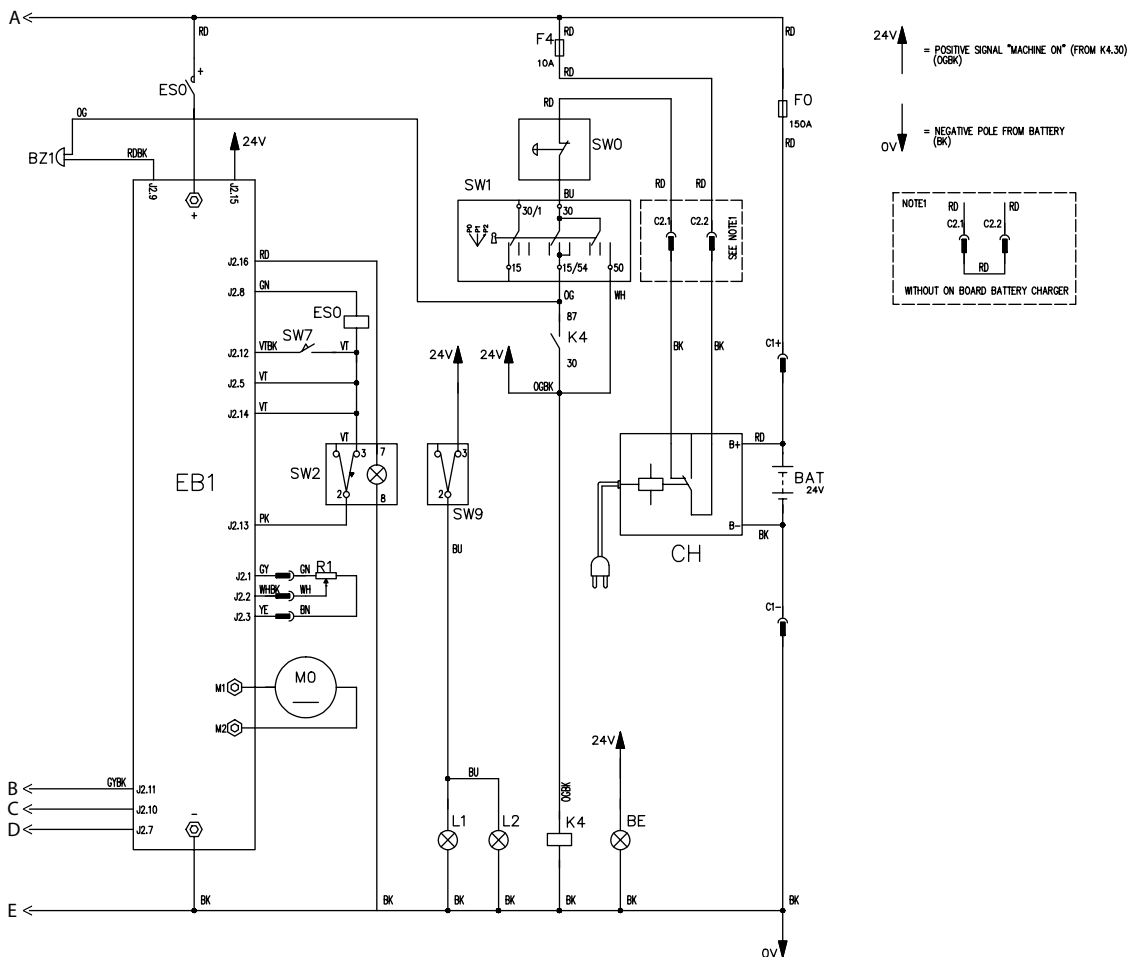 A
RD
RD
RD
RD
24V
= POSITIVE SIGNAL "MACHINE ON" (FROM K4.30)
(OGBK)
F4
10A
RD
+
ES0
OG
RD
F0
150A
RD
BZ1
RDBK
24V
SW0
0V
= NEGATIVE POLE FROM BATTERY
(BK)
J2.9
+
J2.15
SW1
BU
RD
RD
30/1
30
P0
P1
P2
15
15/54
50
C2.1
C2.2
SEE NOTE1
NOTE1
RD
RD
C2.1
C2.2
RD
WITHOUT ON BOARD BATTERY CHARGER
J2.16
RD
J2.8
GN
ES0
OG
WH
87
K4
30
SW7
J2.12
VTBK
VT
24V
24V
BK
BK
C1+
J2.5
VT
OGBK
J2.14
VT
VT
3
7
SW2
2
8
3
2
SW9
B+
RD
BAT
24V
EB1
J2.13
PK
B-
BK
CH
BU
J2.1
GY
GN
R1
J2.2
WHBK
WH
J2.3
YE
BN
C1-
M0
M1
M2
24V
B
GYBK
J2.11
BU
OGBK
C
J2.10
D
J2.7
-
L1
L2
K4
BE
E
BK
BK
BK
BK
BK
BK
BK
0V